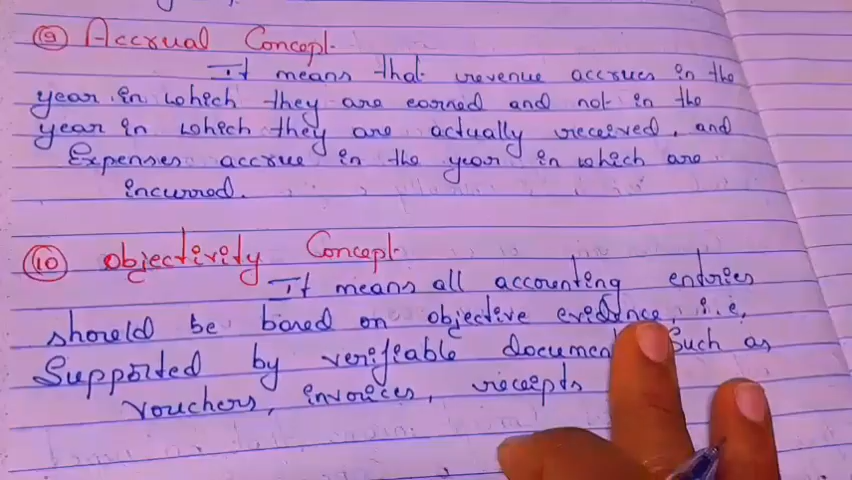 ⑨ Accrual Concept
It means that revenue accrues in the
year in which they are earned and not in the
year in which they are actually received, and
Expenses accrue in the year in which are
incurred.
⑩ Objectivity Concept
It means all accounting entries
should be based on objective evidence, i.e,
Supported by verifiable document Such as
vouchers, invoices, receipts